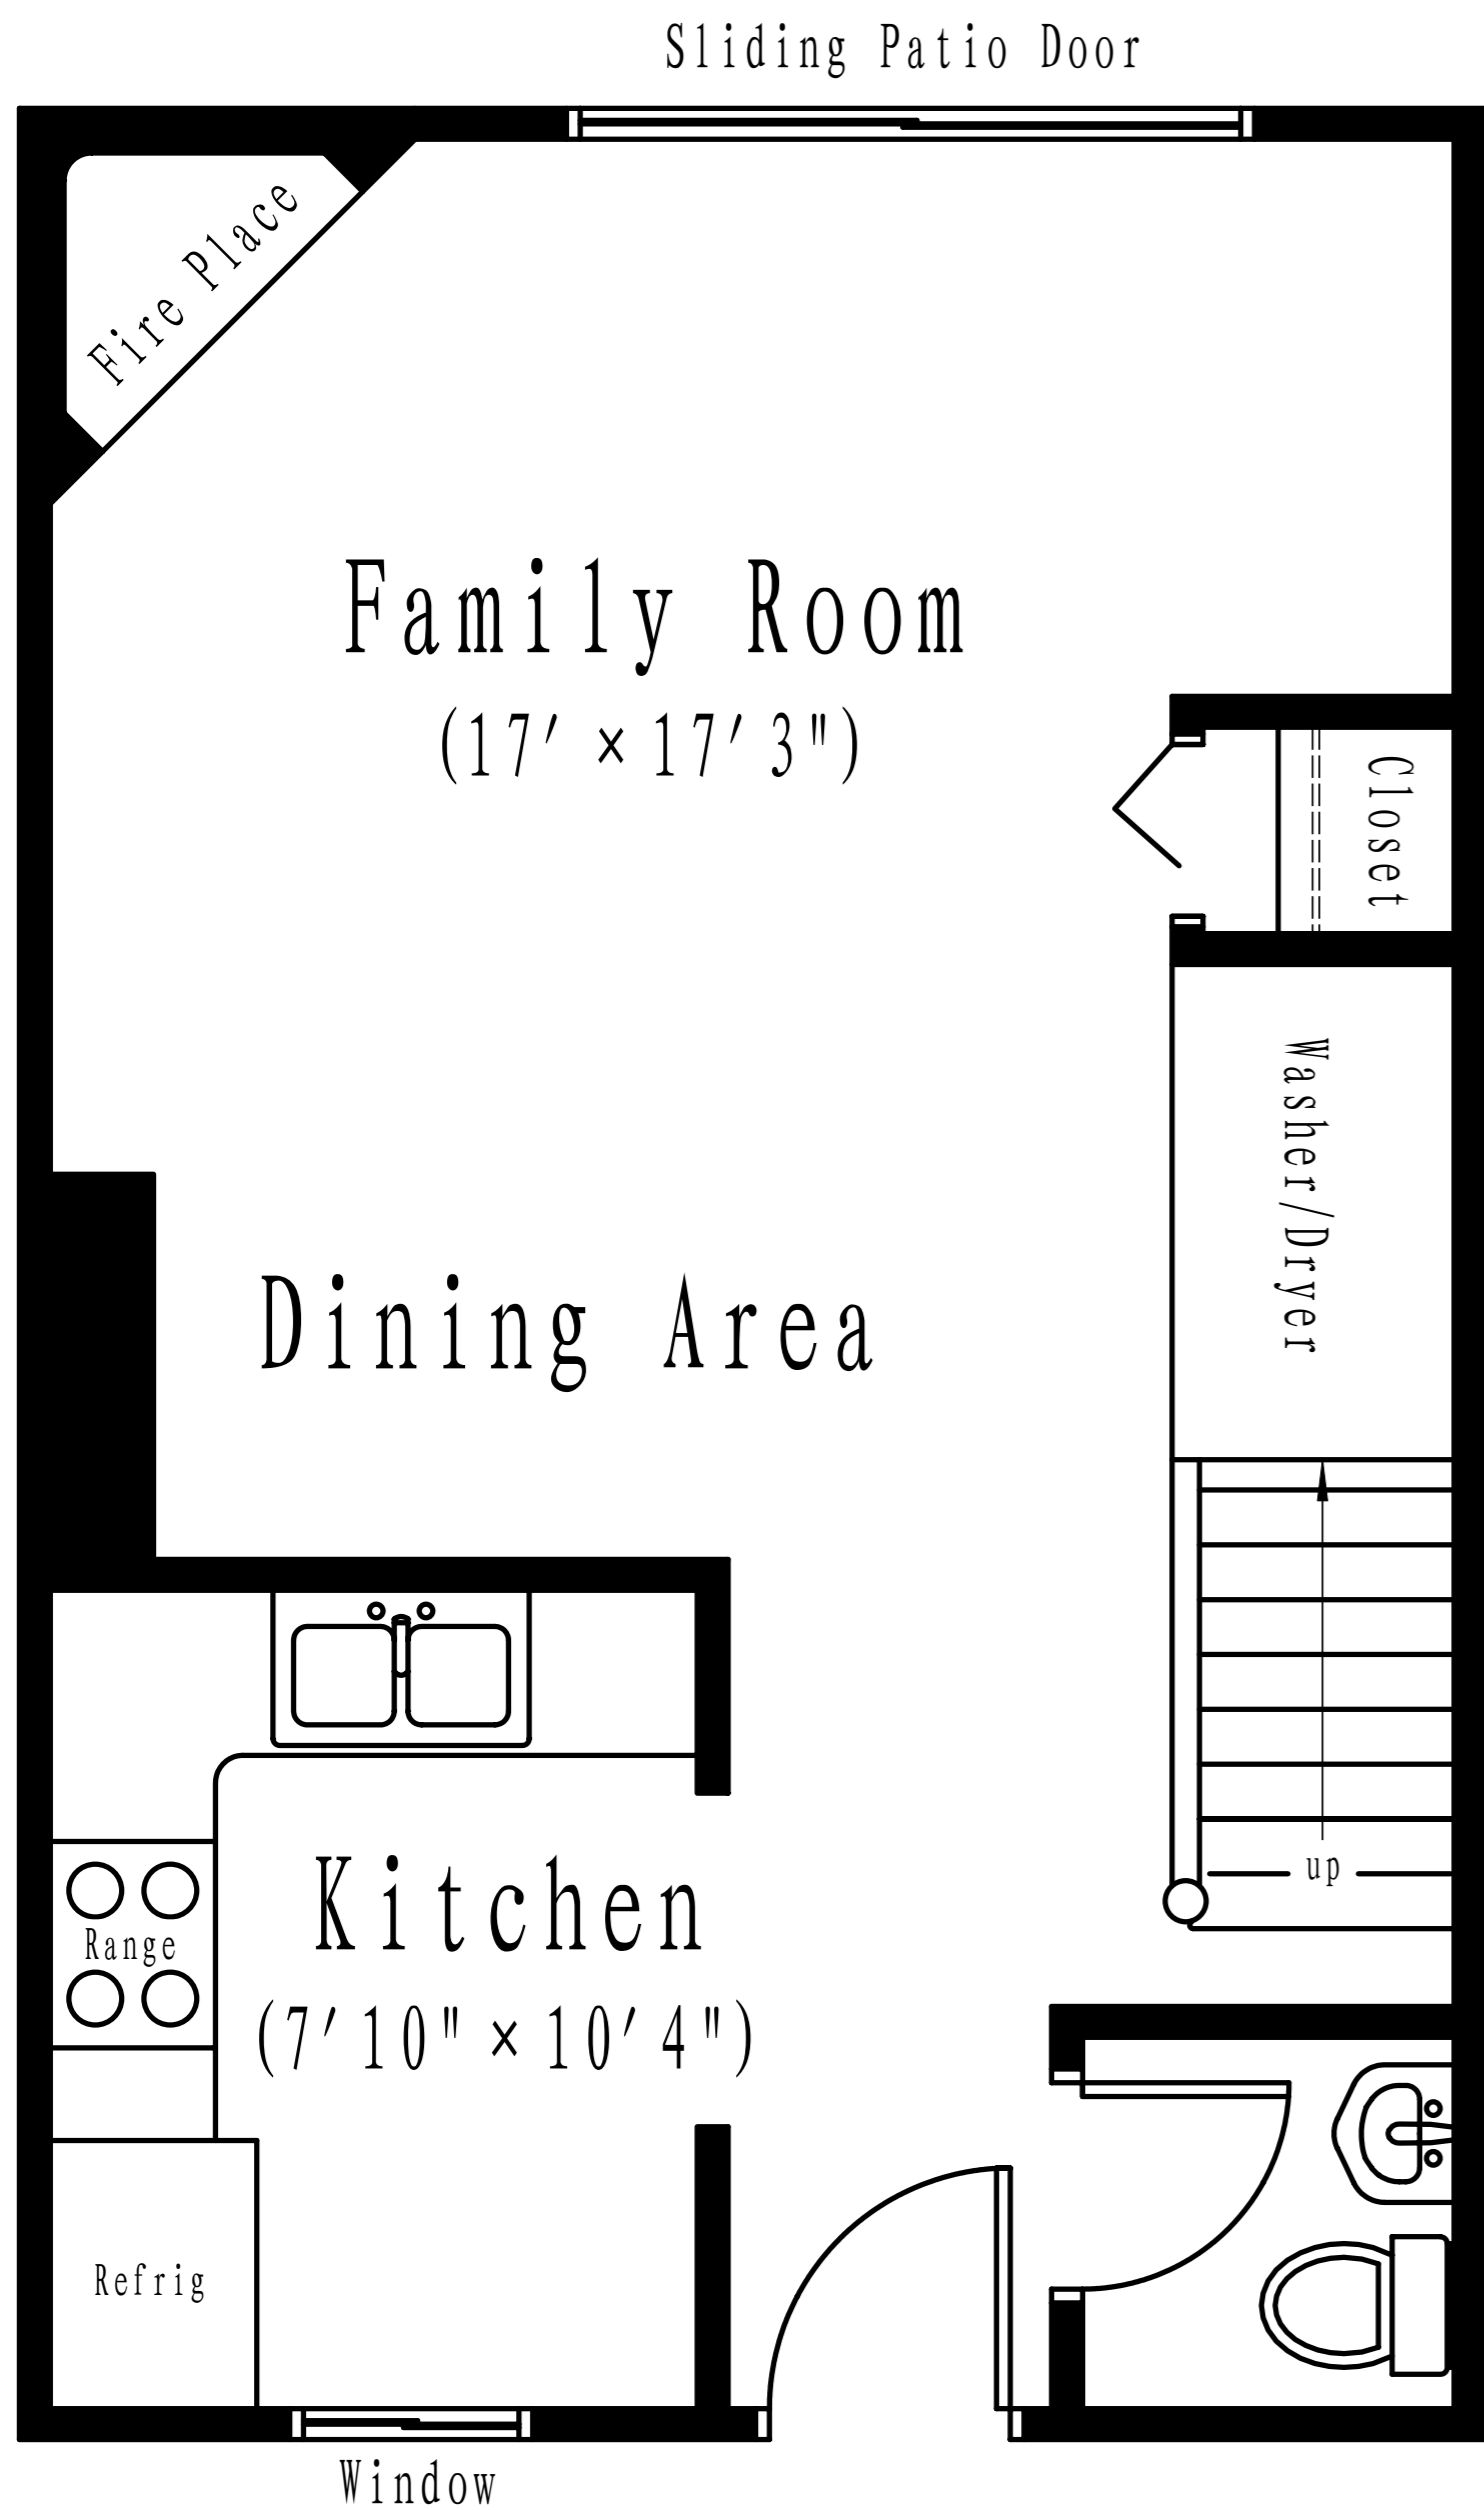 Sliding Patio Door
Fire Place
Family Room
(17' × 17' 3")
Closet
Washer/Dryer
Dining Area
up
Kitchen
(7' 10" × 10' 4")
Range
Refrig
Window